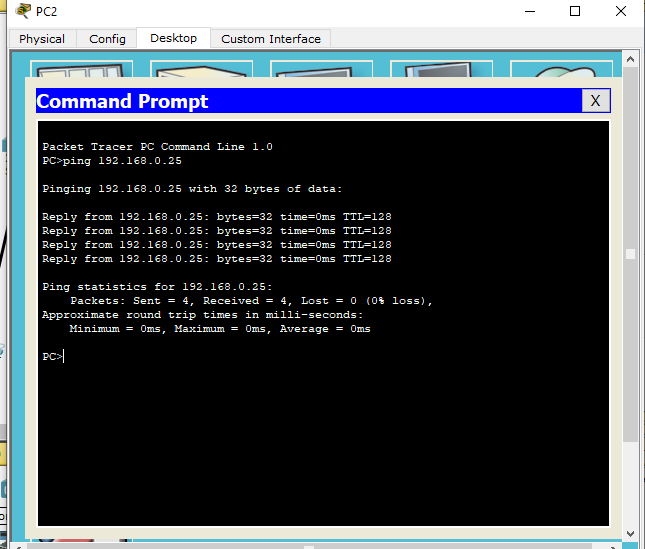 PC2
Physical Config Desktop Custom Interface
Command Prompt X
Packet Tracer PC Command Line 1.0
PC>ping 192.168.0.25
Pinging 192.168.0.25 with 32 bytes of data:
Reply from 192.168.0.25: bytes=32 time=0ms TTL=128
Reply from 192.168.0.25: bytes=32 time=0ms TTL=128
Reply from 192.168.0.25: bytes=32 time=0ms TTL=128
Reply from 192.168.0.25: bytes=32 time=0ms TTL=128
Ping statistics for 192.168.0.25:
Packets: Sent = 4, Received = 4, Lost = 0 (0% loss),
Approximate round trip times in milli-seconds:
Minimum = 0ms, Maximum = 0ms, Average = 0ms
PC>